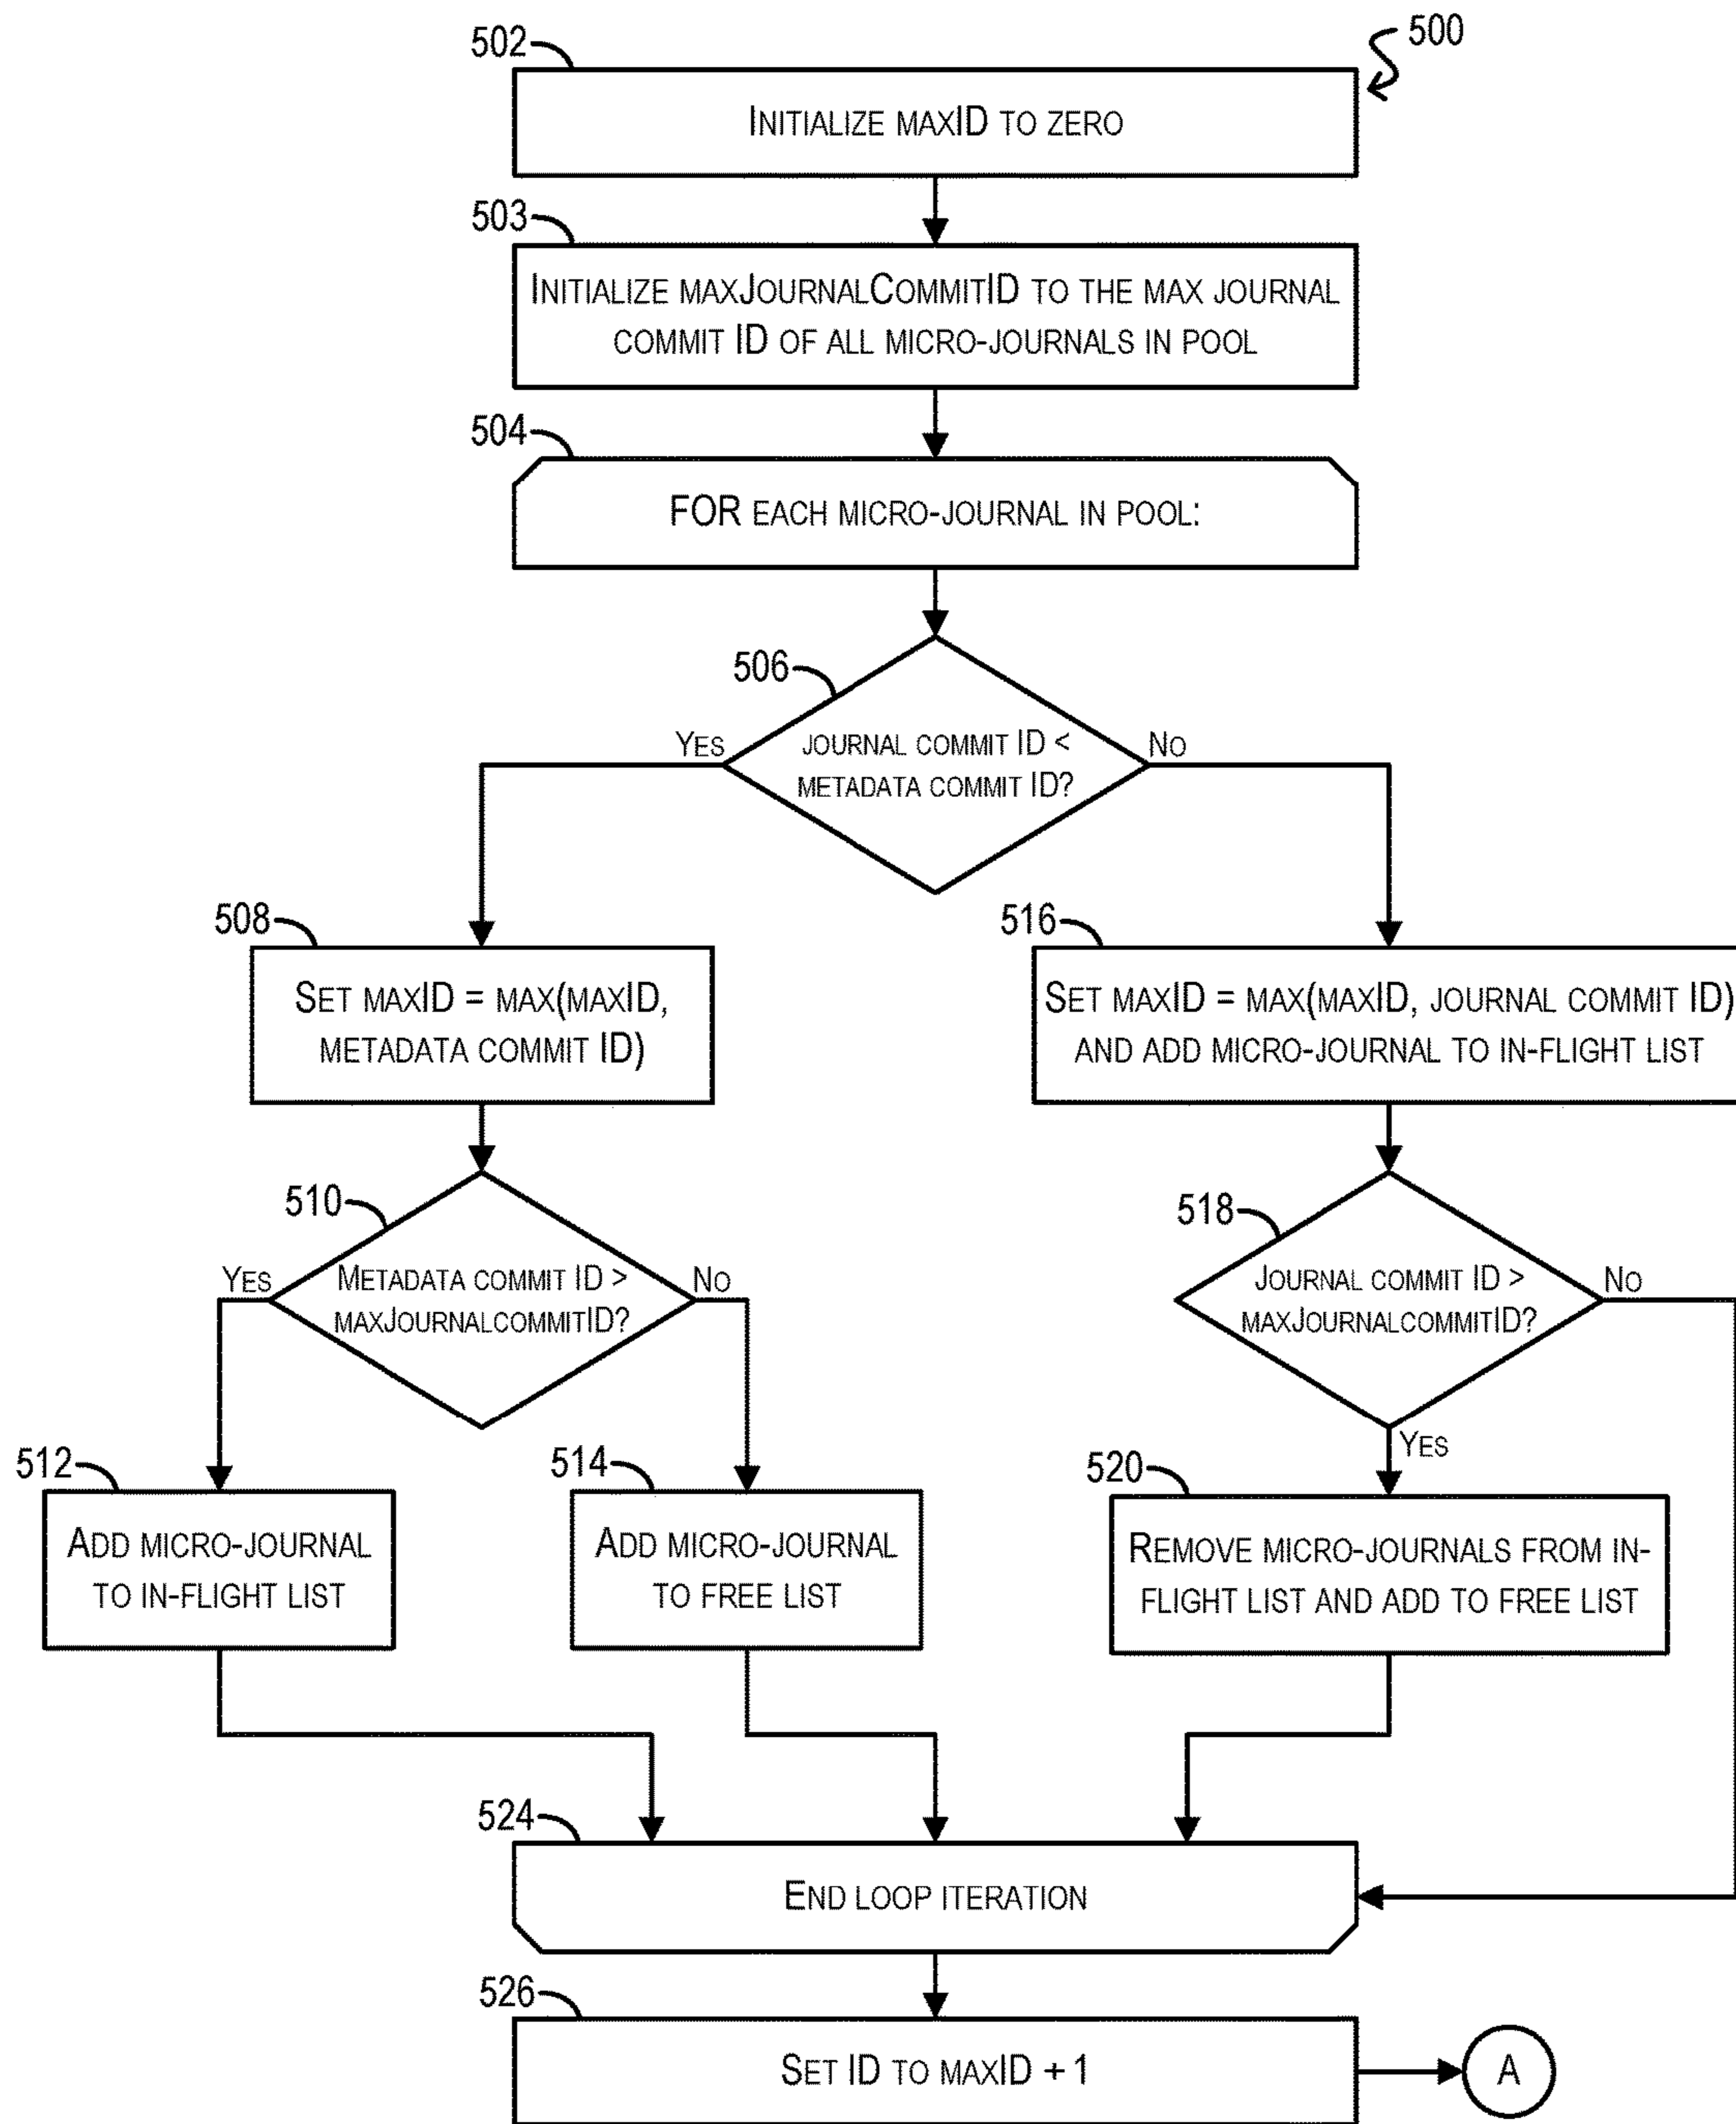 502
500
INITIALIZE MAXID TO ZERO
503
INITIALIZE MAXJOURNALCOMMITID TO THE MAX JOURNAL
COMMIT ID OF ALL MICRO-JOURNALS IN POOL
504
FOR EACH MICRO-JOURNAL IN POOL:
506
YES
JOURNAL COMMIT ID <
METADATA COMMIT ID?
NO
508
SET MAXID = MAX(MAXID,
METADATA COMMIT ID)
516
SET MAXID = MAX(MAXID, JOURNAL COMMIT ID)
AND ADD MICRO-JOURNAL TO IN-FLIGHT LIST
510
YES
METADATA COMMIT ID >
MAXJOURNALCOMMITID?
NO
518
JOURNAL COMMIT ID >
MAXJOURNALCOMMITID?
NO
YES
512
ADD MICRO-JOURNAL
TO IN-FLIGHT LIST
514
ADD MICRO-JOURNAL
TO FREE LIST
520
REMOVE MICRO-JOURNALS FROM IN-
FLIGHT LIST AND ADD TO FREE LIST
524
END LOOP ITERATION
526
SET ID TO MAXID + 1
A